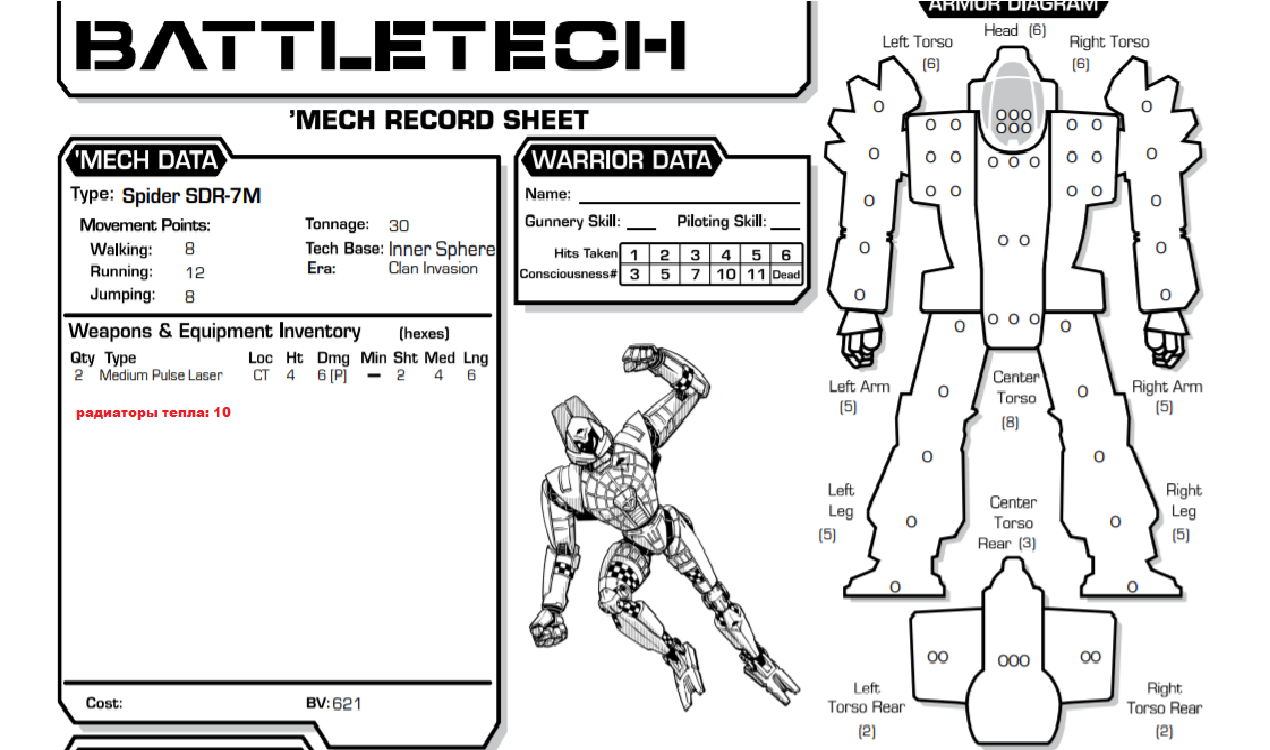 BATTLETECH
'MECH RECORD SHEET
'MECH DATA
Type: Spider SDR-7M
Movement Points:
Walking: 8
Running: 12
Jumping: 8
Tonnage: 30
Tech Base: Inner Sphere
Era: Clan Invasion
Weapons & Equipment Inventory (hexes)
Qty Type Loc Ht Dmg Min Sht Med Lng
2 Medium Pulse Laser CT 4 6 [P] — 2 4 6
радиаторы тепла: 10
Cost: BV: 621
WARRIOR DATA
Name:
Gunnery Skill: Piloting Skill:
Hits Taken 1 2 3 4 5 6
Consciousness# 3 5 7 10 11 Dead
ARMOR DIAGRAM
Head (6)
Left Torso
(6)
Right Torso
(6)
Left Arm
(5)
Center
Torso
(8)
Right Arm
(5)
Left
Leg
(5)
Center
Torso
Rear (3)
Right
Leg
(5)
Left
Torso Rear
(2)
Right
Torso Rear
(2)